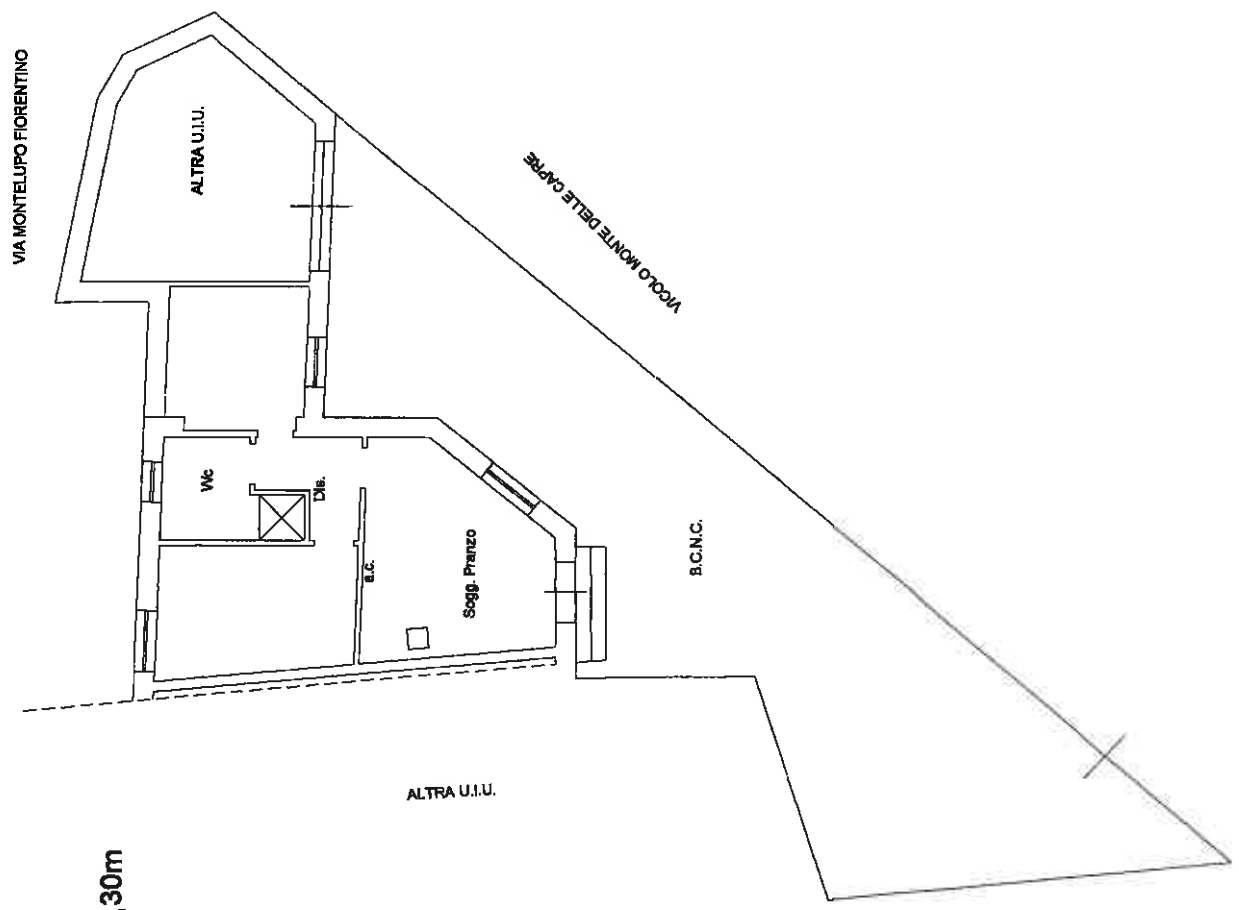 VIA MONTELUPO FIORENTINO
ALTRA U.I.U.
VICOLO MONTE DELLE CAPRE
Wc
Dis.
a.c.
Sogg. Pranzo
B.C.N.C.
ALTRA U.I.U.
30m